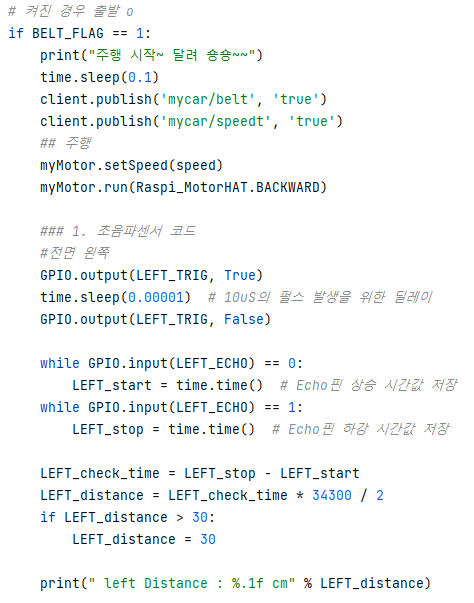 # 켜진 경우 출발 o
if BELT_FLAG == 1:
    print("주행 시작~ 달려 슝슝~~")
    time.sleep(0.1)
    client.publish('mycar/belt', 'true')
    client.publish('mycar/speedt', 'true')
    ## 주행
    myMotor.setSpeed(speed)
    myMotor.run(Raspi_MotorHAT.BACKWARD)

    ### 1. 초음파센서 코드
    #전면 왼쪽
    GPIO.output(LEFT_TRIG, True)
    time.sleep(0.00001)  # 10uS의 펄스 발생을 위한 딜레이
    GPIO.output(LEFT_TRIG, False)

    while GPIO.input(LEFT_ECHO) == 0:
        LEFT_start = time.time()  # Echo핀 상승 시간값 저장
    while GPIO.input(LEFT_ECHO) == 1:
        LEFT_stop = time.time()  # Echo핀 하강 시간값 저장

    LEFT_check_time = LEFT_stop - LEFT_start
    LEFT_distance = LEFT_check_time * 34300 / 2
    if LEFT_distance > 30:
        LEFT_distance = 30

    print(" left Distance : %.1f cm" % LEFT_distance)